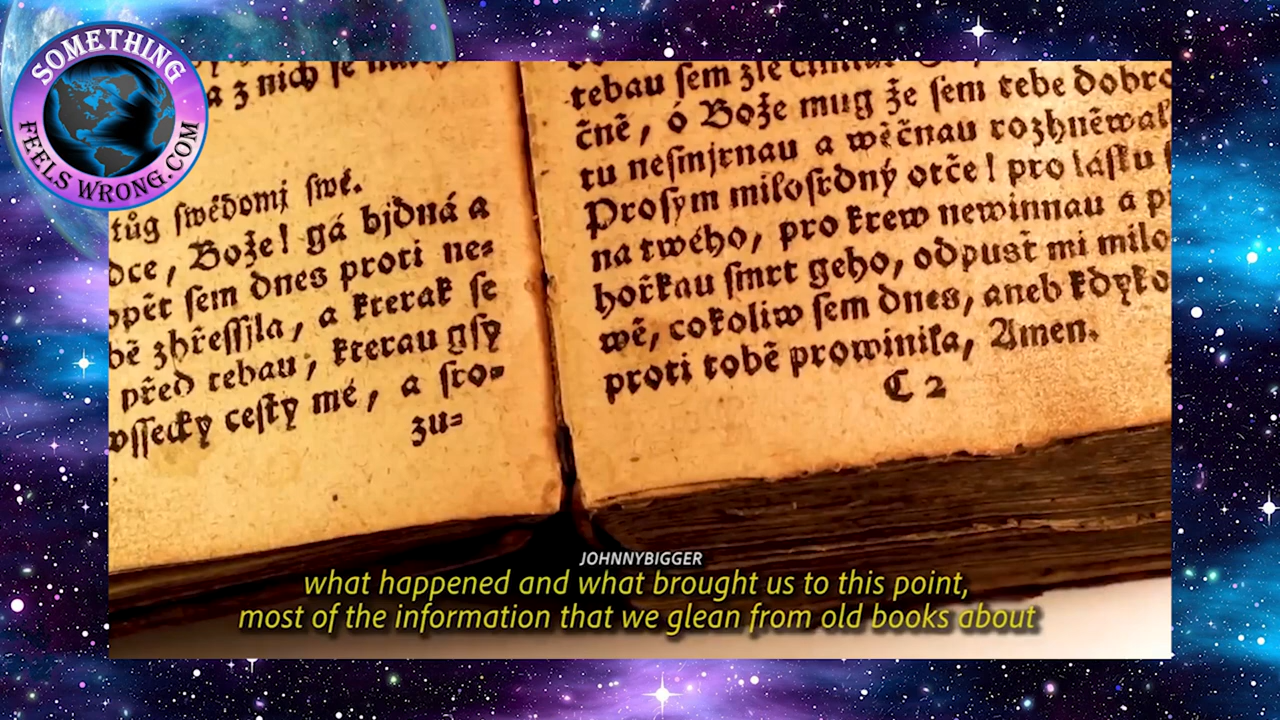 SOMETHING
FEELS WRONG.COM
a z nich se
tůg ſwědomj ſwé.
dce, Bože! gá bjdná a
opět ſem dnes proti ne⸗
bě zhřeſſjla, a kterak ſe
před tebau, kterau gſy
wſſecky ceſty mé, a ſto⸗
zu⸗
tebau ſem zle
čně, ó Bože mug že ſem tebe dobro
tu neſmjrnau a wěčnau rozhněwal
Proſym miloſrdný otče! pro láſku
na twého, pro krew newinnau a p
hořkau ſmrt geho, odpuſt mi milo
wě, cokoliw ſem dnes, aneb kdyko
proti tobě prowinila, Amen.
C 2
JOHNNYBIGGER
what happened and what brought us to this point,
most of the information that we glean from old books about